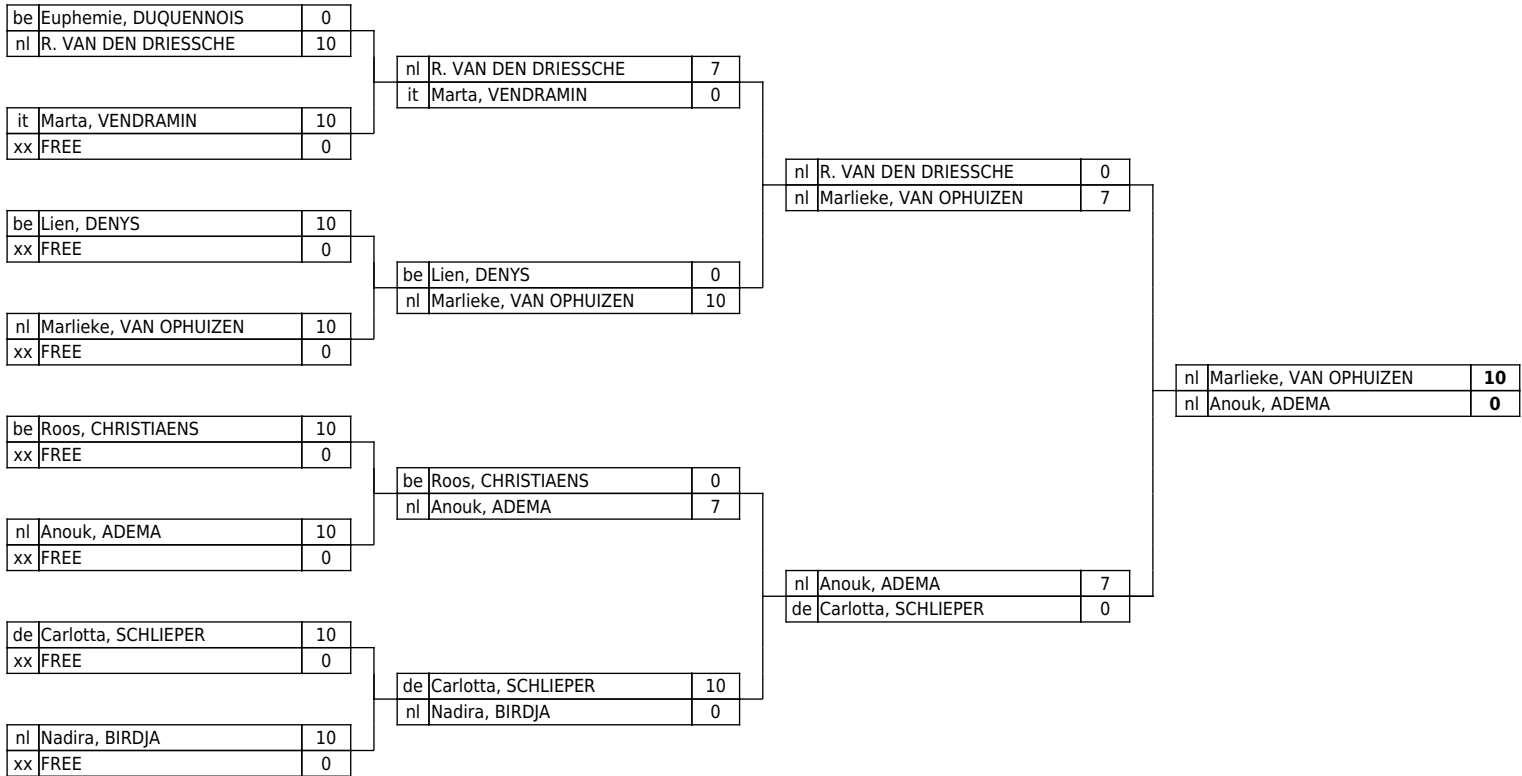 be Euphemie, DUQUENNOIS 0
nl R. VAN DEN DRIESSCHE 10
it Marta, VENDRAMIN 10
xx FREE 0
be Lien, DENYS 10
xx FREE 0
nl Marlieke, VAN OPHUIZEN 10
xx FREE 0
be Roos, CHRISTIAENS 10
xx FREE 0
nl Anouk, ADEMA 10
xx FREE 0
de Carlotta, SCHLIEPER 10
xx FREE 0
nl Nadira, BIRDJA 10
xx FREE 0
nl R. VAN DEN DRIESSCHE 7
it Marta, VENDRAMIN 0
be Lien, DENYS 0
nl Marlieke, VAN OPHUIZEN 10
be Roos, CHRISTIAENS 0
nl Anouk, ADEMA 7
de Carlotta, SCHLIEPER 10
nl Nadira, BIRDJA 0
nl R. VAN DEN DRIESSCHE 0
nl Marlieke, VAN OPHUIZEN 7
nl Anouk, ADEMA 7
de Carlotta, SCHLIEPER 0
nl Marlieke, VAN OPHUIZEN 10
nl Anouk, ADEMA 0